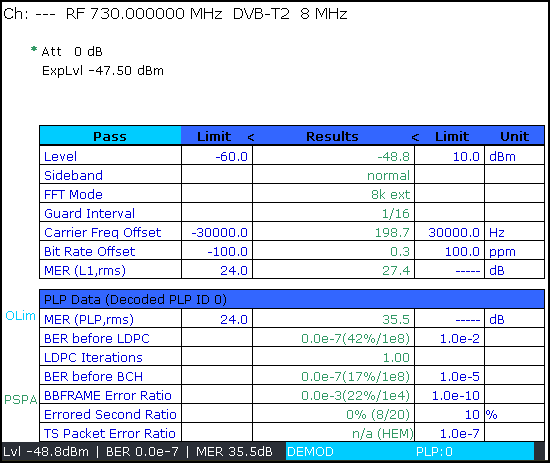 Ch: --- RF 730.000000 MHz DVB-T2 8 MHz
* Att 0 dB
ExpLvl -47.50 dBm
Pass Limit < Results < Limit Unit
Level -60.0 -48.8 10.0 dBm
Sideband normal
FFT Mode 8k ext
Guard Interval 1/16
Carrier Freq Offset -30000.0 198.7 30000.0 Hz
Bit Rate Offset -100.0 0.3 100.0 ppm
MER (L1,rms) 24.0 27.4 ----- dB
PLP Data (Decoded PLP ID 0)
OLim
MER (PLP,rms) 24.0 35.5 ----- dB
BER before LDPC 0.0e-7(42%/1e8) 1.0e-2
LDPC Iterations 1.00
BER before BCH 0.0e-7(17%/1e8) 1.0e-5
PSPA
BBFRAME Error Ratio 0.0e-3(22%/1e4) 1.0e-10
Errored Second Ratio 0% (8/20) 10 %
TS Packet Error Ratio n/a (HEM) 1.0e-7
Lvl -48.8dBm | BER 0.0e-7 | MER 35.5dB DEMOD PLP:0